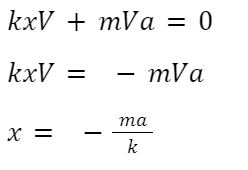 kxV + mVa = 0
kxV = - mVa
x = - ma/k